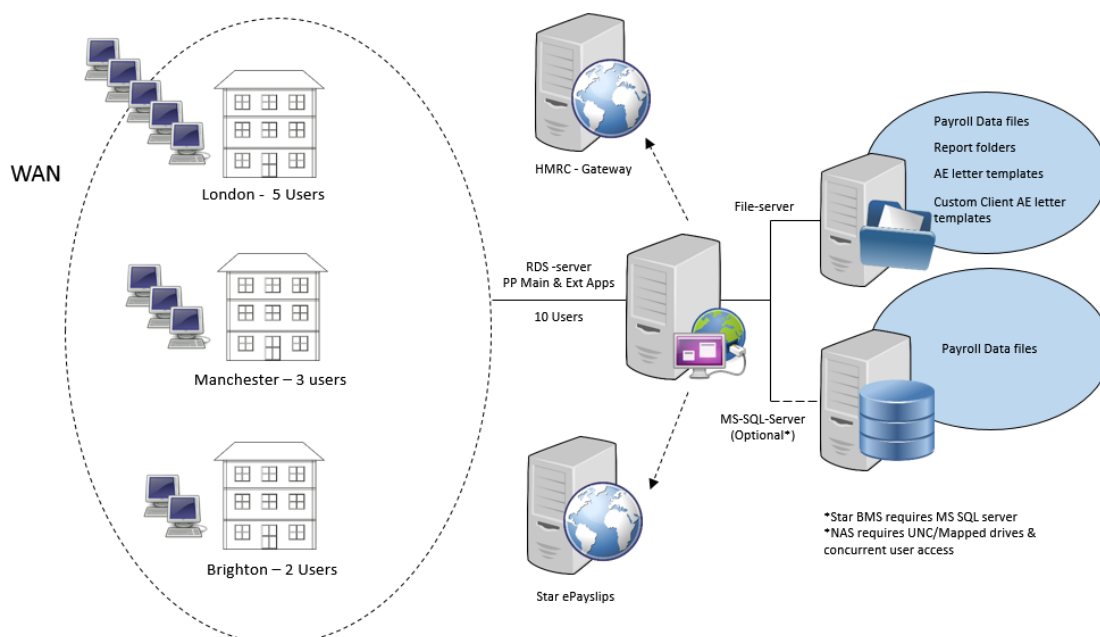 WAN
London - 5 Users
Manchester – 3 users
Brighton – 2 Users
HMRC - Gateway
RDS -server
PP Main & Ext Apps
10 Users
Star ePayslips
File-server
MS-SQL-Server
(Optional*)
Payroll Data files
Report folders
AE letter templates
Custom Client AE letter
templates
Payroll Data files
*Star BMS requires MS SQL server
*NAS requires UNC/Mapped drives &
concurrent user access